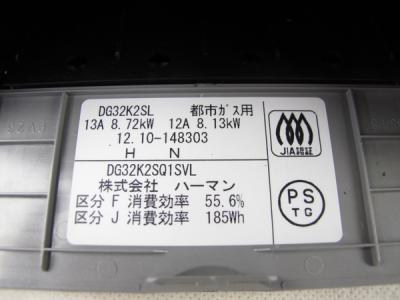 DG32K2SL 都市ガス用
13A 8.72kW 12A 8.13kW
12.10-148303
H N
DG32K2SQ1SVL
株式会社 ハーマン
区分 F 消費効率 55.6%
区分 J 消費効率 185Wh
JIA認証
PS
TG